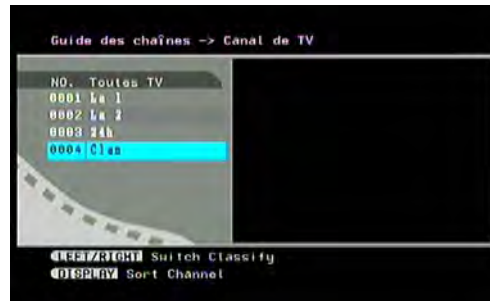 Guide des chaînes -> Canal de TV
NO. Toutes TV
0001 La 1
0002 La 2
0003 24h
0004 Clan
LEFT/RIGHT Switch Classify
DISPLAY Sort Channel